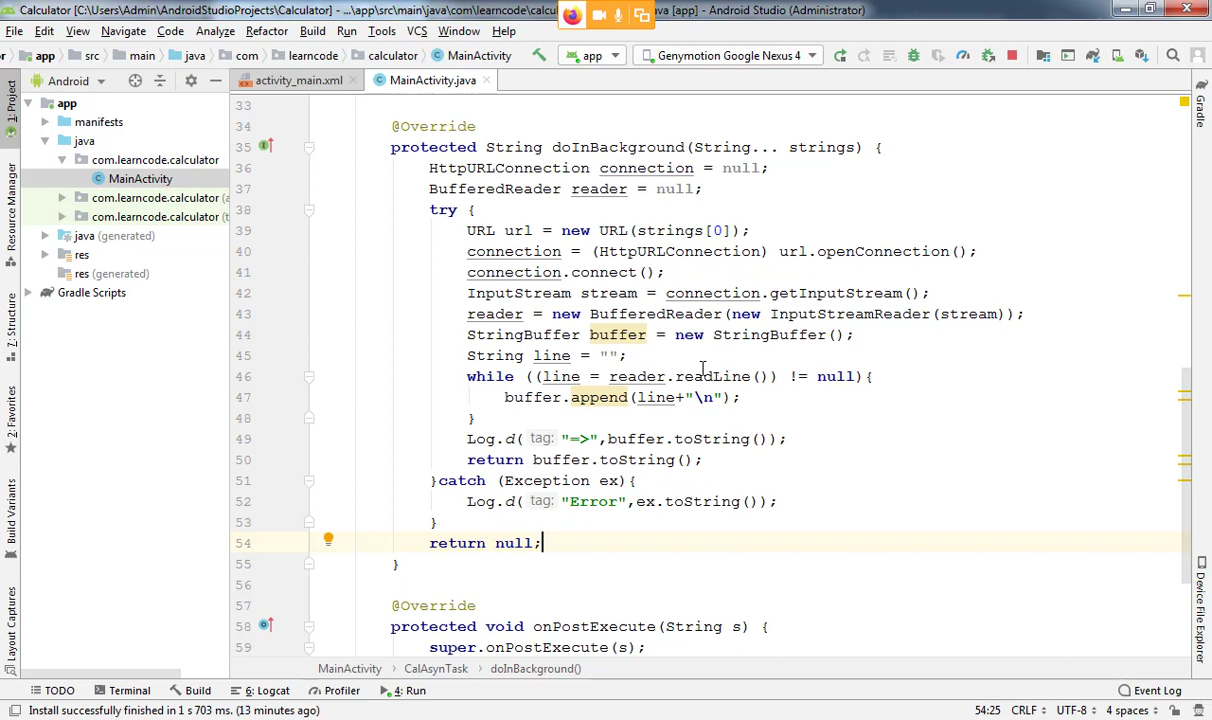 Calculator [C:\Users\Admin\AndroidStudioProjects\Calculator] - ...\app\src\main\java\com\learncode\calcu
.java [app] - Android Studio (Administrator)
File Edit View Navigate Code Analyze Refactor Build Run Tools VCS Window Help
app src main java com learncode calculator MainActivity app Genymotion Google Nexus 4
Android activity_main.xml MainActivity.java
1: Project
Resource Manager
7: Structure
2: Favorites
Build Variants
Layout Captures
app
manifests
java
com.learncode.calculator
MainActivity
com.learncode.calculator (a
com.learncode.calculator (t
java (generated)
res
res (generated)
Gradle Scripts
33
34 @Override
35 protected String doInBackground(String... strings) {
36 HttpURLConnection connection = null;
37 BufferedReader reader = null;
38 try {
39 URL url = new URL(strings[0]);
40 connection = (HttpURLConnection) url.openConnection();
41 connection.connect();
42 InputStream stream = connection.getInputStream();
43 reader = new BufferedReader(new InputStreamReader(stream));
44 StringBuffer buffer = new StringBuffer();
45 String line = "";
46 while ((line = reader.readLine()) != null){
47 buffer.append(line+"\n");
48 }
49 Log.d( tag: "=>",buffer.toString());
50 return buffer.toString();
51 }catch (Exception ex){
52 Log.d( tag: "Error",ex.toString());
53 }
54 return null;
55 }
56
57 @Override
58 protected void onPostExecute(String s) {
59 super.onPostExecute(s);
MainActivity CalAsynTask doInBackground()
Gradle
Device File Explorer
TODO Terminal Build 6: Logcat Profiler 4: Run Event Log
Install successfully finished in 1 s 703 ms. (13 minutes ago) 54:25 CRLF UTF-8 4 spaces